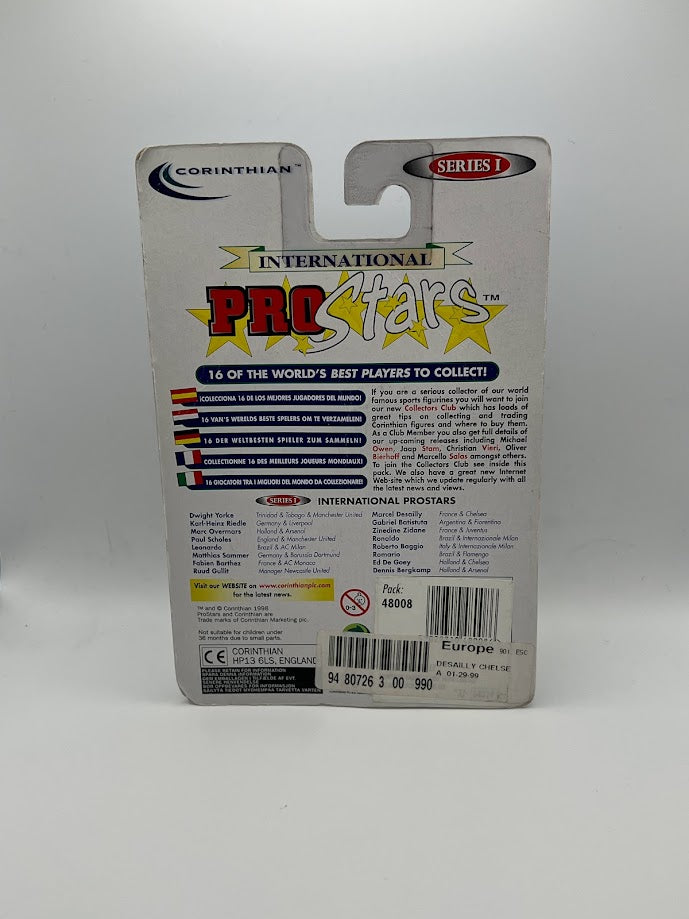 CORINTHIAN™
SERIES I
INTERNATIONAL
PROStars™
16 OF THE WORLD'S BEST PLAYERS TO COLLECT!
¡COLECCIONA 16 DE LOS MEJORES JUGADORES DEL MUNDO!
16 VAN'S WERELDS BESTE SPELERS OM TE VERZAMELEN!
16 DER WELTBESTEN SPIELER ZUM SAMMELN!
COLLECTIONNE 16 DES MEILLEURS JOUEURS MONDIAUX!
16 GIOCATORI TRA I MIGLIORI DEL MONDO DA COLLEZIONARE!
If you are a serious collector of our world
famous sports figurines you will want to join
our new Collectors Club which has loads of
great tips on collecting and trading
Corinthian figures and where to buy them.
As a Club Member you also get full details of
our up-coming releases including Michael
Owen, Jaap Stam, Christian Vieri, Oliver
Bierhoff and Marcello Salas amongst others.
To join the Collectors Club see inside this
pack. We also have a great new Internet
Web-site which we update regularly with all
the latest news and views.
SERIES I INTERNATIONAL PROSTARS
Dwight Yorke Trinidad & Tobago & Manchester United
Karl-Heinz Riedle Germany & Liverpool
Marc Overmars Holland & Arsenal
Paul Scholes England & Manchester United
Leonardo Brazil & AC Milan
Matthias Sammer Germany & Borussia Dortmund
Fabien Barthez France & AC Monaco
Ruud Gullit Manager Newcastle United
Marcel Desailly France & Chelsea
Gabriel Batistuta Argentina & Fiorentina
Zinedine Zidane France & Juventus
Ronaldo Brazil & Internazionale Milan
Roberto Baggio Italy & Internazionale Milan
Romario Brazil & Flamengo
Ed De Goey Holland & Chelsea
Dennis Bergkamp Holland & Arsenal
Visit our WEBSITE on www.corinthianplc.com
for the latest news.
™ and © Corinthian 1998
ProStars and Corinthian are
Trade marks of Corinthian Marketing plc.
Not suitable for children under
36 months due to small parts.
0-3
Pack:
48008
CE
CORINTHIAN
HP13 6LS, ENGLAND
PLEASE RETAIN FOR INFORMATION
Europe 901 ESC
DESAILLY CHELSE
A 01-29-99
94 80726 3 00 990